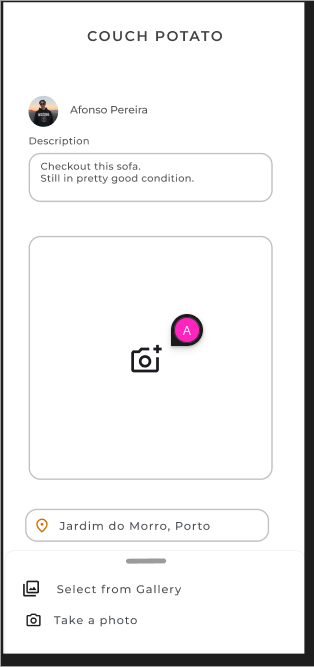 COUCH POTATO
Afonso Pereira
Description
Checkout this sofa.
Still in pretty good condition.
A
Jardim do Morro, Porto
Select from Gallery
Take a photo